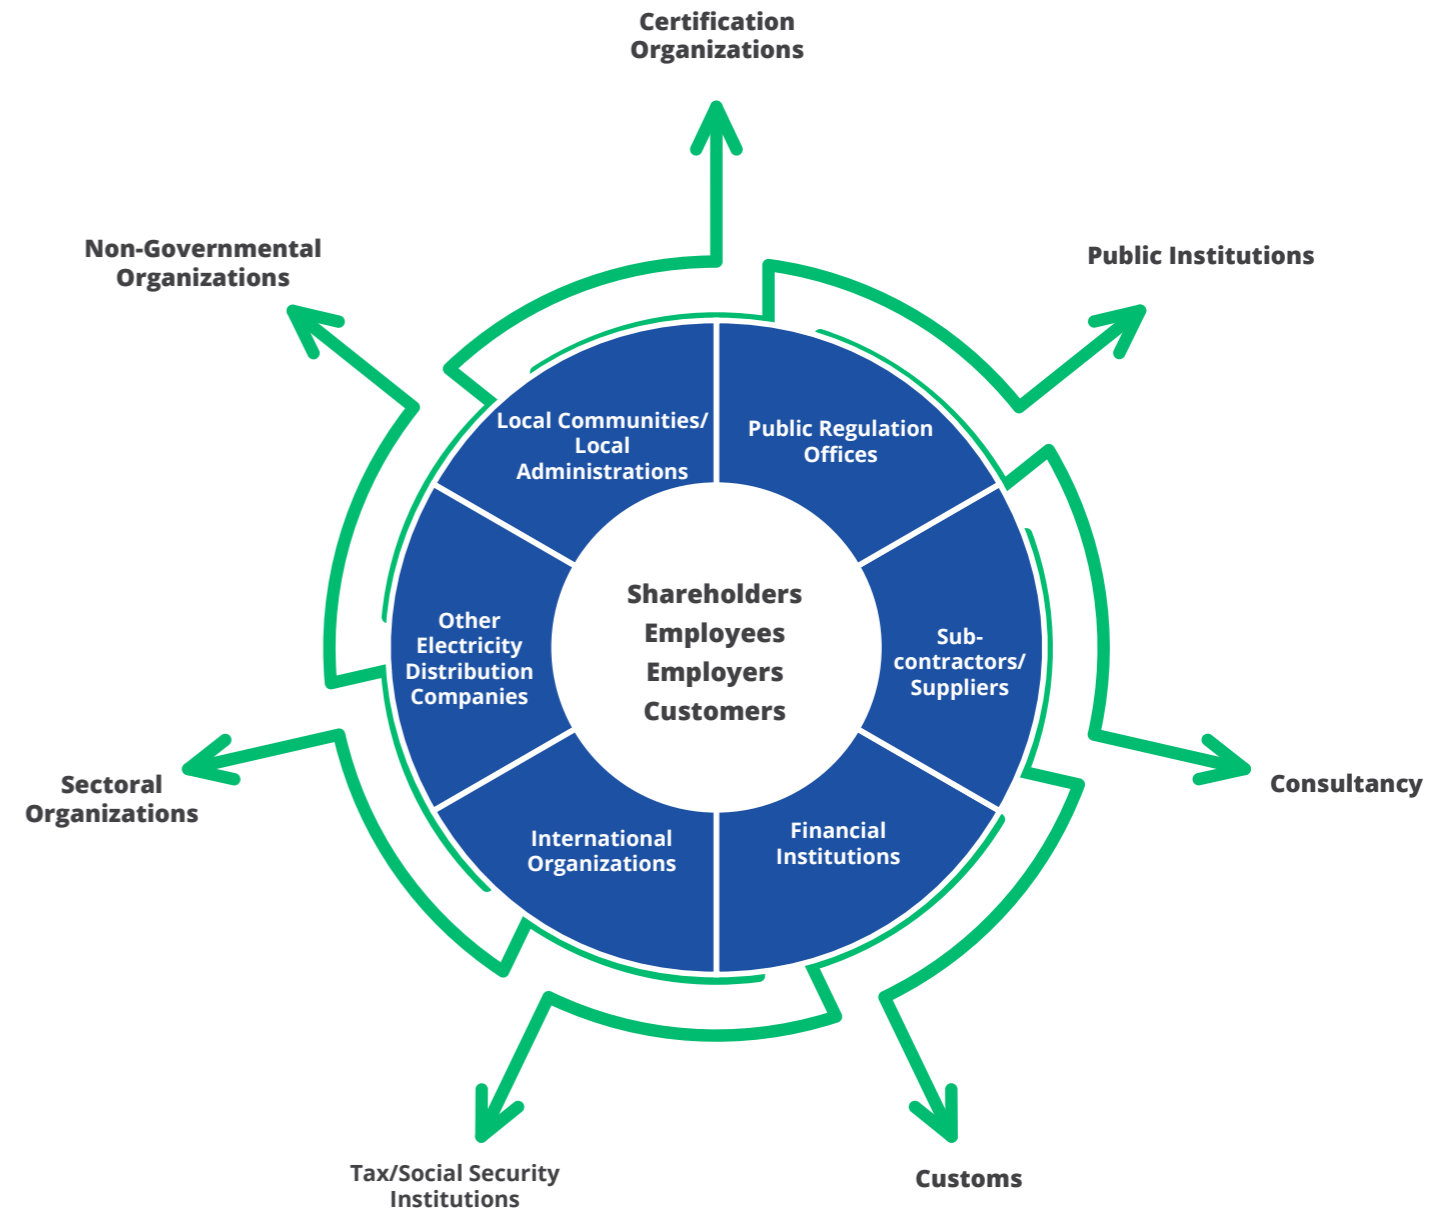 Certification
Organizations
Non-Governmental
Organizations
Public Institutions
Local Communities/
Local
Administrations
Public Regulation
Offices
Shareholders
Employees
Employers
Customers
Other
Electricity
Distribution
Companies
Sub-
contractors/
Suppliers
Sectoral
Organizations
Consultancy
International
Organizations
Financial
Institutions
Tax/Social Security
Institutions
Customs